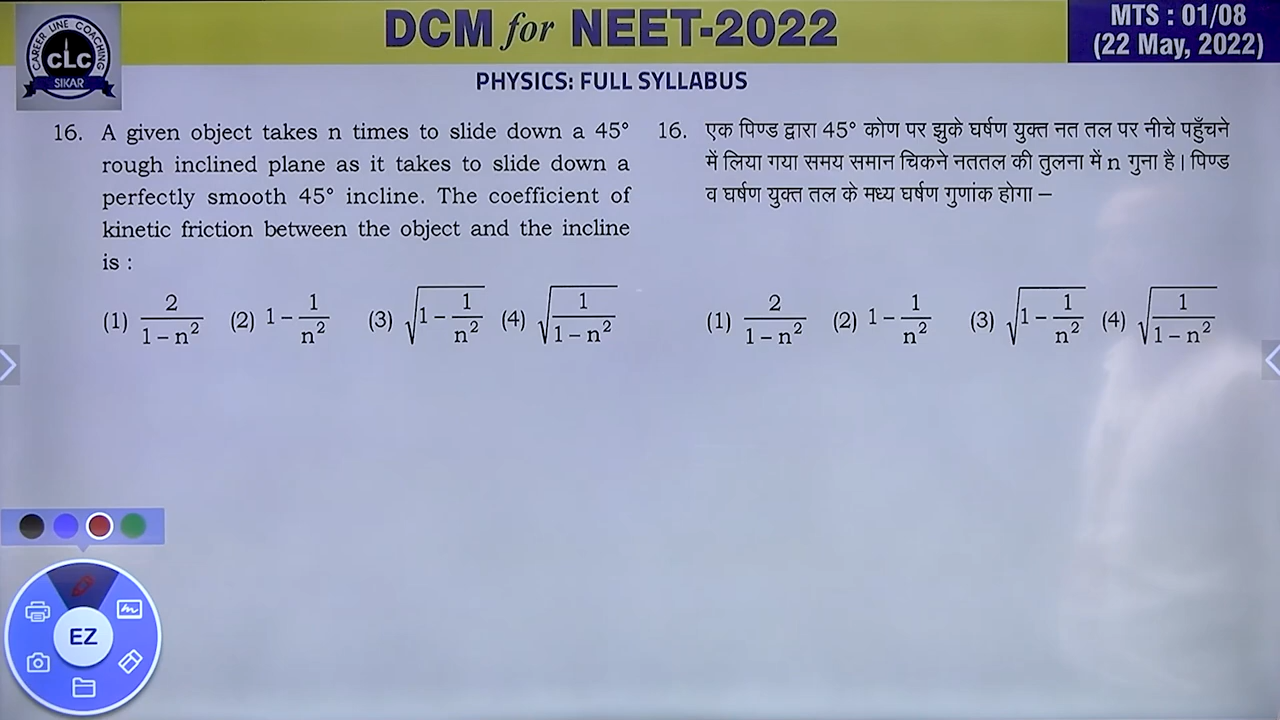 DCM for NEET-2022
MTS : 01/08
(22 May, 2022)
CAREER LINE COACHING
CLC
SIKAR
PHYSICS: FULL SYLLABUS
16. A given object takes n times to slide down a 45°
rough inclined plane as it takes to slide down a
perfectly smooth 45° incline. The coefficient of
kinetic friction between the object and the incline
is :
(1) 2/(1 – n²) (2) 1 – 1/n² (3) √(1 – 1/n²) (4) √(1/(1 – n²))
16. एक पिण्ड द्वारा 45° कोण पर झुके घर्षण युक्त नत तल पर नीचे पहुँचने
में लिया गया समय समान चिकने नततल की तुलना में n गुना है। पिण्ड
व घर्षण युक्त तल के मध्य घर्षण गुणांक होगा –
(1) 2/(1 – n²) (2) 1 – 1/n² (3) √(1 – 1/n²) (4) √(1/(1 – n²))
EZ